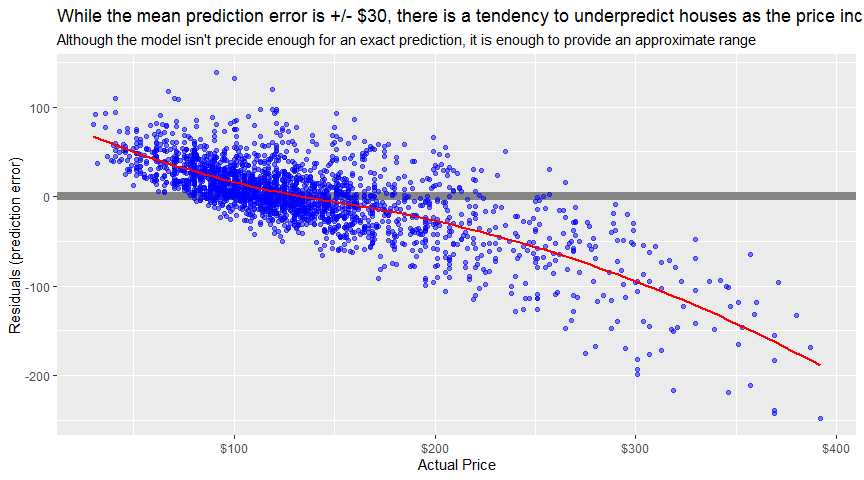 While the mean prediction error is +/- $30, there is a tendency to underpredict houses as the price inc
Although the model isn't precide enough for an exact prediction, it is enough to provide an approximate range
Residuals (prediction error)
100
0
-100
-200
$100
$200
$300
$400
Actual Price